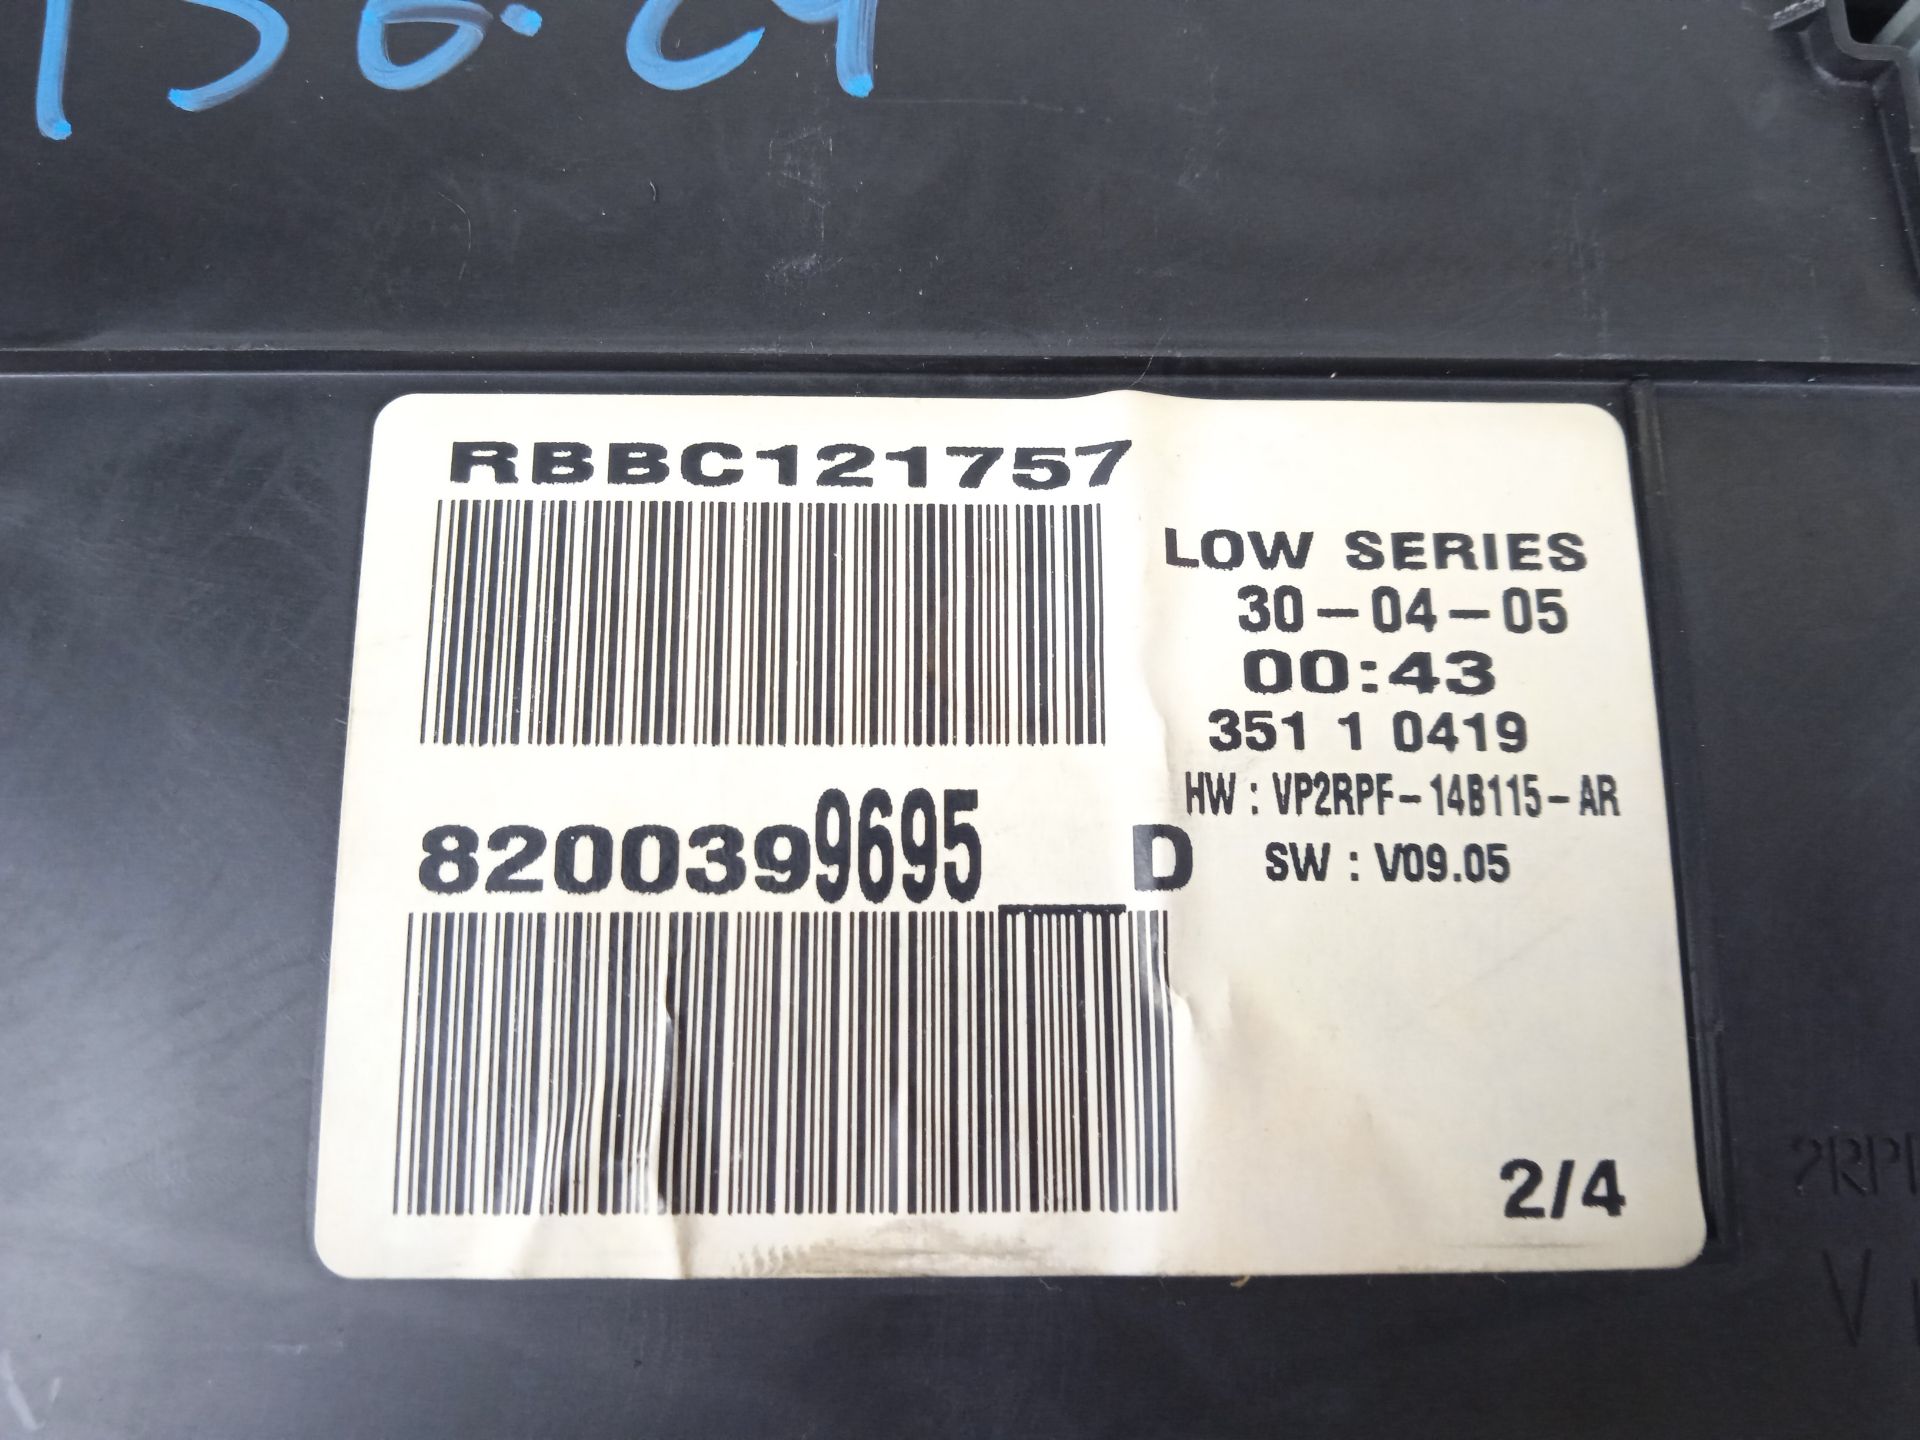 RBBC121757
LOW SERIES
30-04-05
00:43
351 1 0419
HW : VP2RPF-14B115-AR
8200399695__D
SW : V09.05
2/4